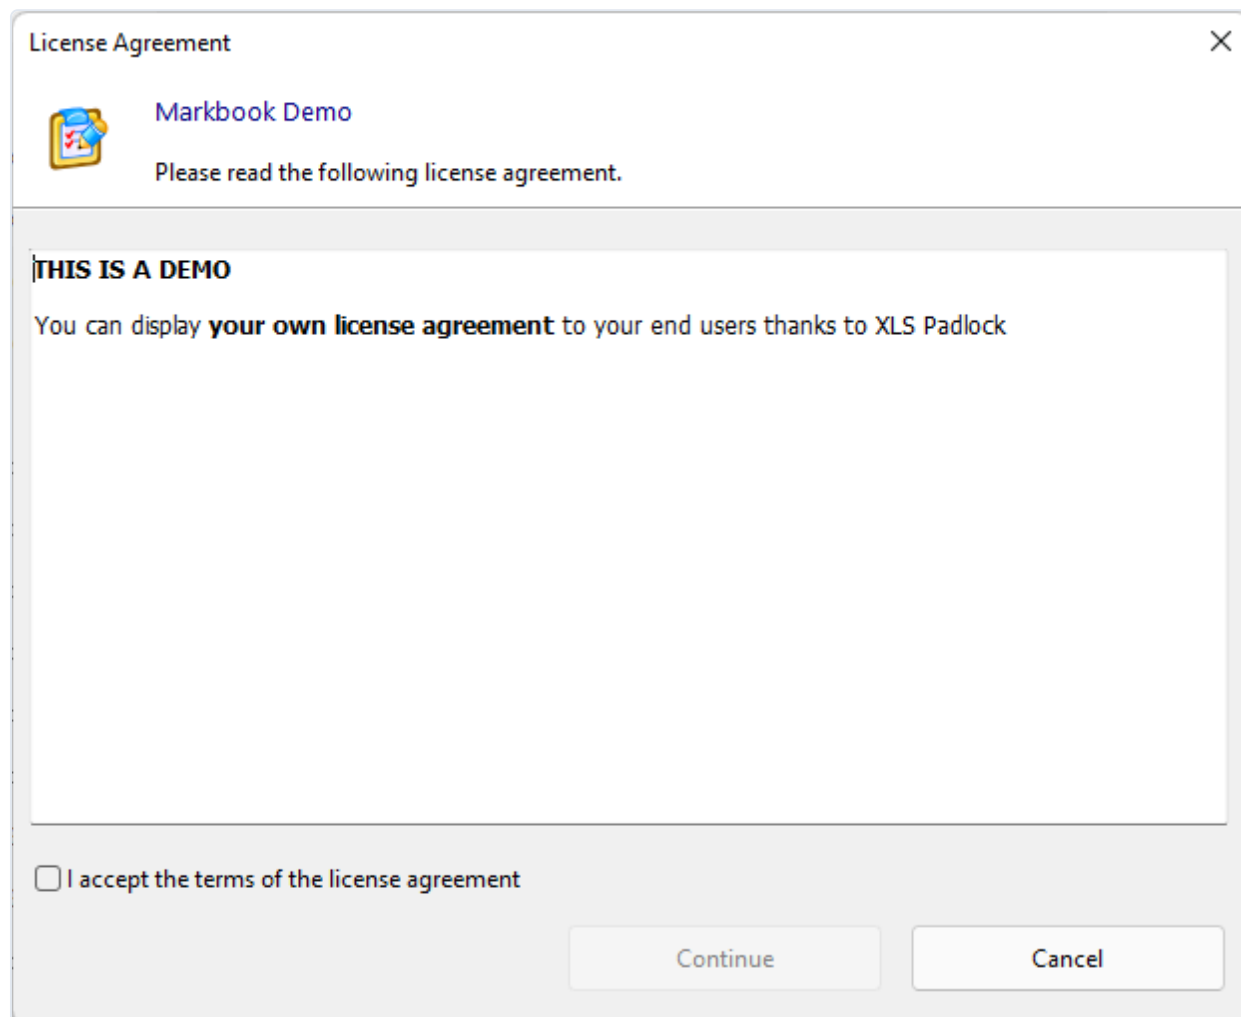 License Agreement
Markbook Demo
Please read the following license agreement.
THIS IS A DEMO
You can display your own license agreement to your end users thanks to XLS Padlock
I accept the terms of the license agreement
Continue
Cancel